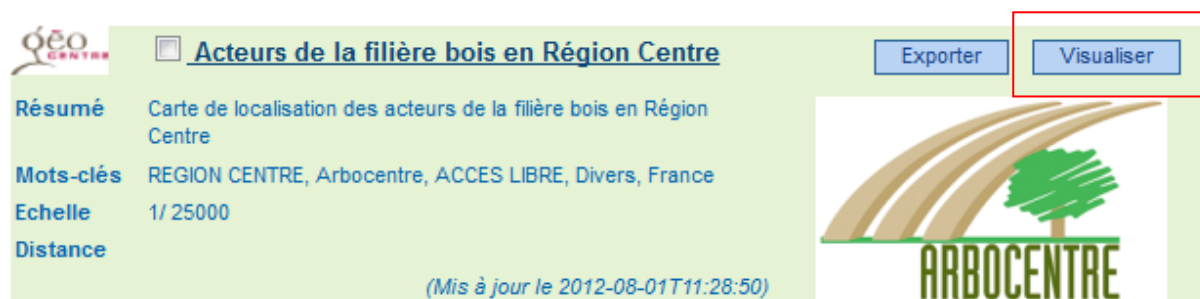 géo
CENTRE
Acteurs de la filière bois en Région Centre
Exporter
Visualiser
Résumé
Carte de localisation des acteurs de la filière bois en Région
Centre
Mots-clés
REGION CENTRE, Arbocentre, ACCES LIBRE, Divers, France
Echelle
1/ 25000
Distance
(Mis à jour le 2012-08-01T11:28:50)
ARBOCENTRE